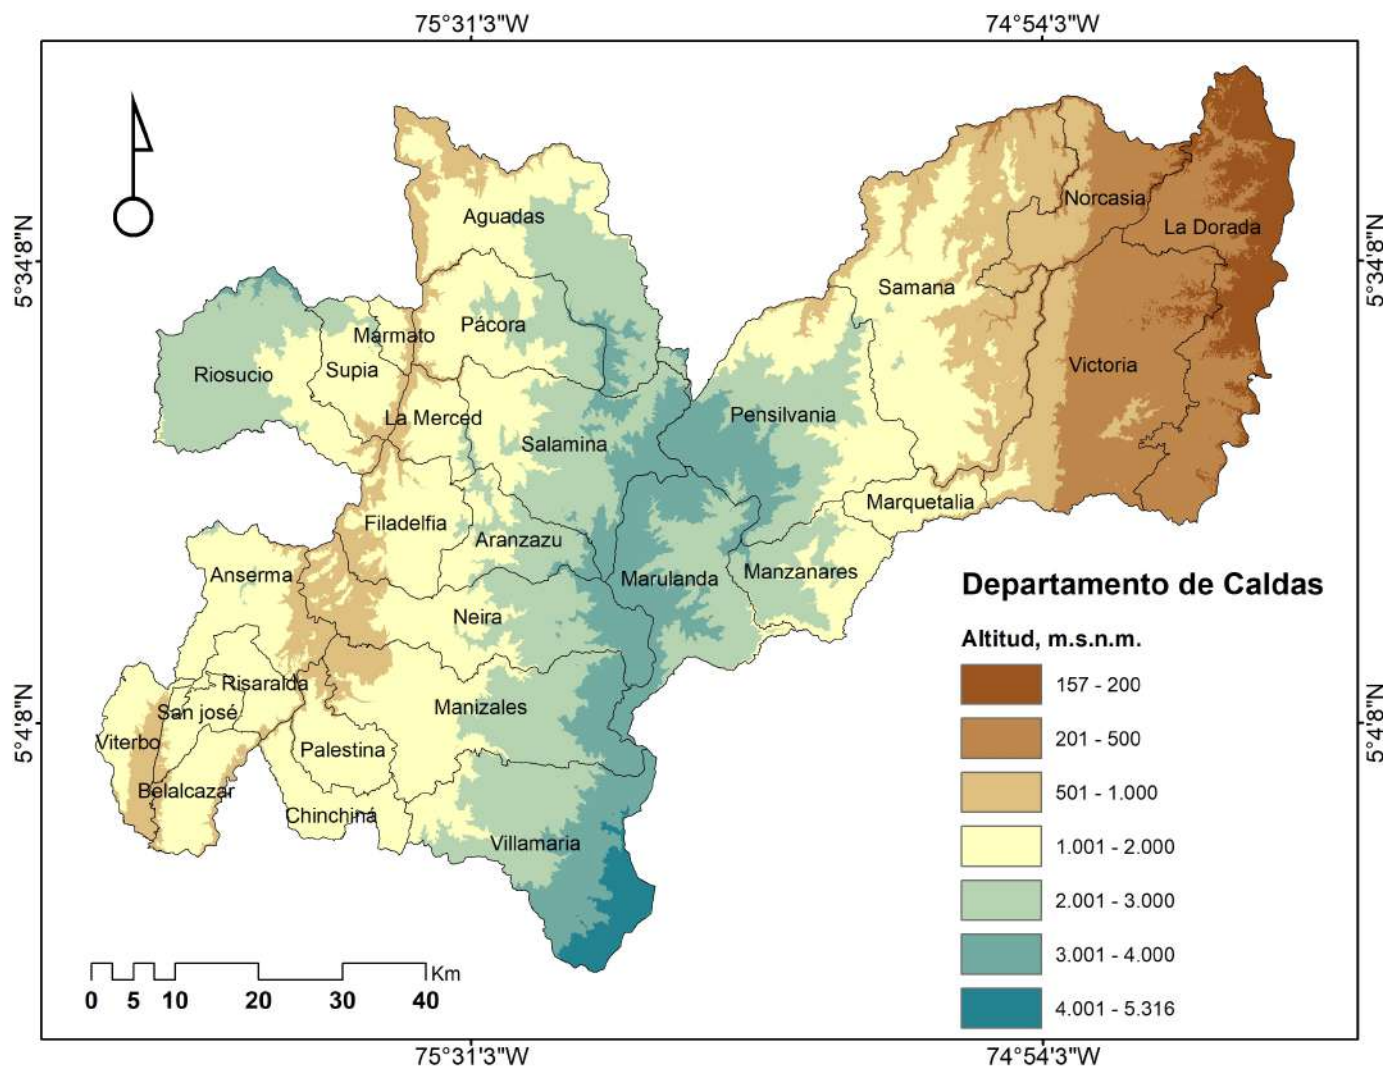 75°31'3"W
74°54'3"W
5°34'8"N
5°34'8"N
Aguadas
Norcasia
La Dorada
Samana
Pácora
Marmato
Riosucio
Supia
Victoria
La Merced
Pensilvania
Salamina
Marquetalia
Filadelfia
Aranzazu
Anserma
Marulanda
Manzanares
Neira
Risaralda
San josé
Manizales
Viterbo
Palestina
Belalcazar
Chinchiná
Villamaria
5°4'8"N
5°4'8"N
Departamento de Caldas
Altitud, m.s.n.m.
157 - 200
201 - 500
501 - 1.000
1.001 - 2.000
2.001 - 3.000
3.001 - 4.000
4.001 - 5.316
Km
0 5 10 20 30 40
75°31'3"W
74°54'3"W